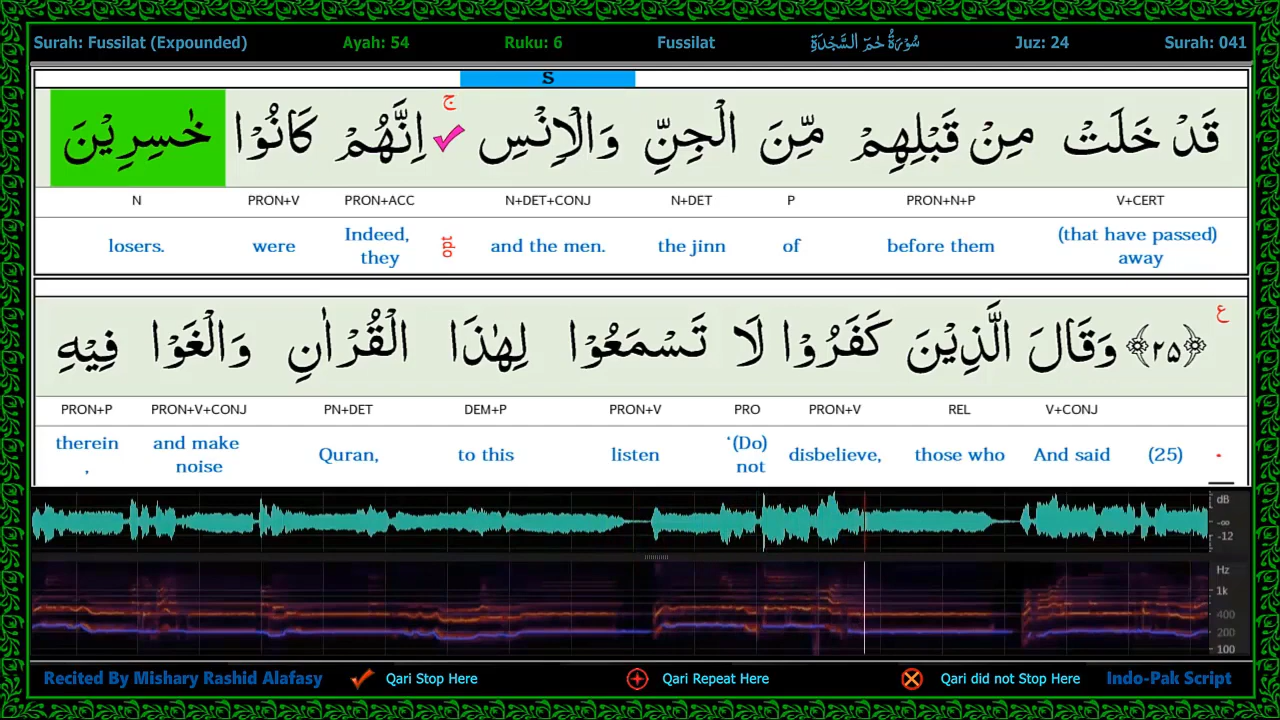 Surah: Fussilat (Expounded) Ayah: 54 Ruku: 6 Fussilat سُوْرَةُ حٰمٓ السَّجْدَةِ Juz: 24 Surah: 041
S
قَدْ خَلَتْ مِنْ قَبْلِهِمْ مِّنَ الْجِنِّ وَالْاِنْسِ ۚ اِنَّهُمْ كَانُوْا خٰسِرِيْنَ
N PRON+V PRON+ACC N+DET+CONJ N+DET P PRON+N+P V+CERT
losers. were Indeed, they and the men. the jinn of before them (that have passed) away
ع
﴿۲۵﴾ وَقَالَ الَّذِيْنَ كَفَرُوْا لَا تَسْمَعُوْا لِهٰذَا الْقُرْاٰنِ وَالْغَوْا فِيْهِ
PRON+P PRON+V+CONJ PN+DET DEM+P PRON+V PRO PRON+V REL V+CONJ
therein , and make noise Quran, to this listen ‘(Do) not disbelieve, those who And said (25)
dB
-∞
-12
Hz
1k
400
200
100
Recited By Mishary Rashid Alafasy Qari Stop Here Qari Repeat Here Qari did not Stop Here Indo-Pak Script